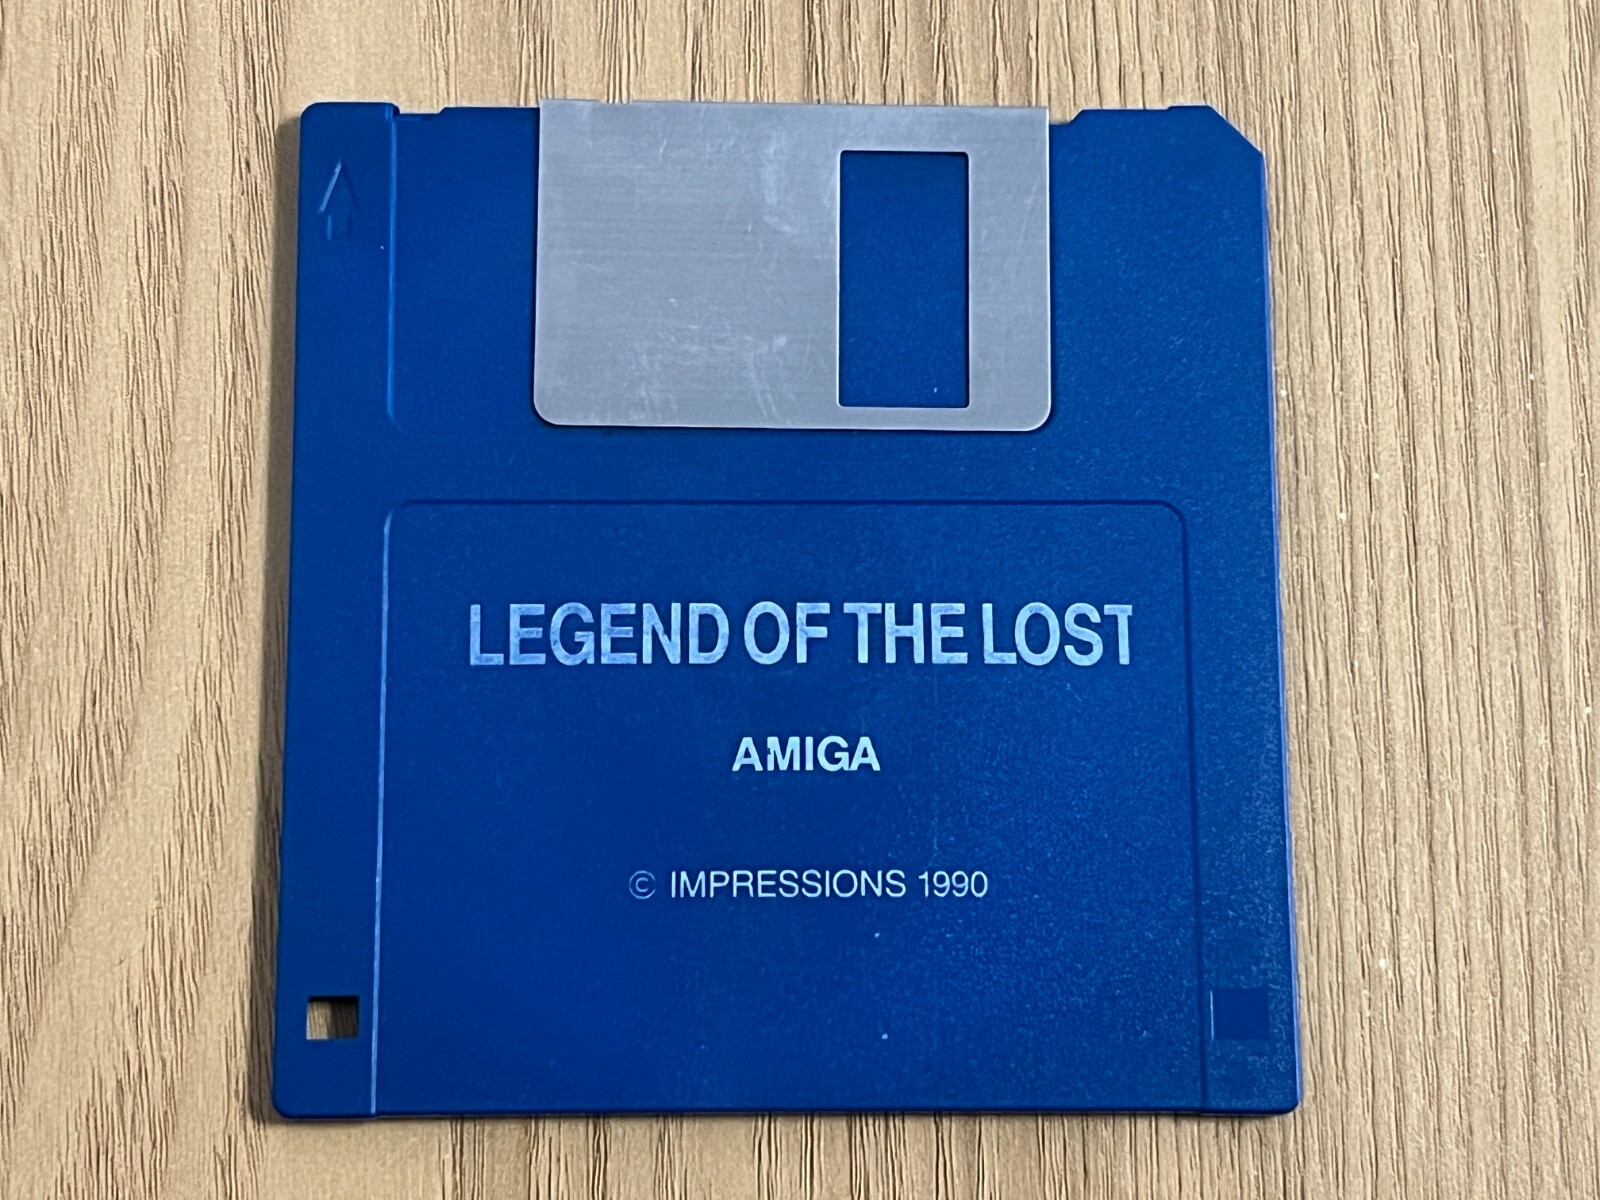 LEGEND OF THE LOST
AMIGA
© IMPRESSIONS 1990